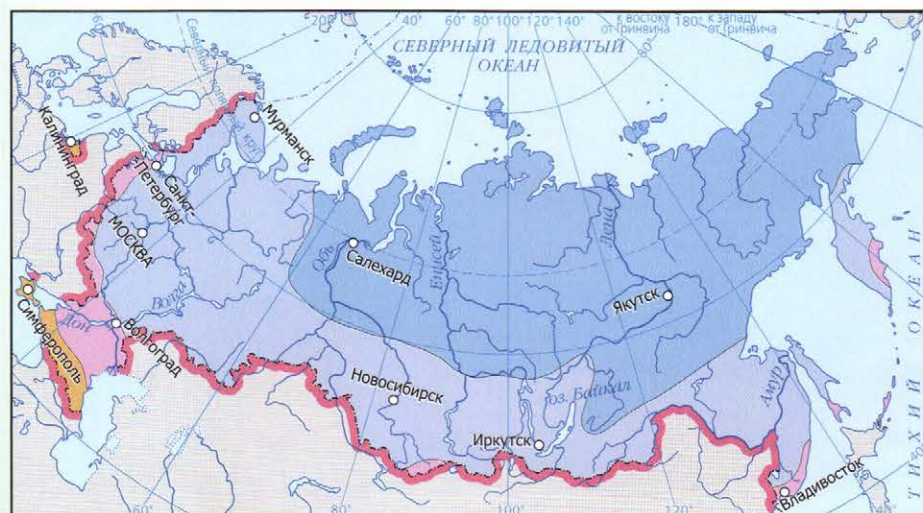 20°
40°
60°
80°
100°
120°
140°
к востоку
от Гринвича
180°
к западу
от Гринвича
СЕВЕРНЫЙ ЛЕДОВИТЫЙ
ОКЕАН
Мурманск
Калининград
Санкт-
Петербург
МОСКВА
Волга
Дон
Симферополь
Волгоград
Обь
Салехард
Енисей
Лена
Якутск
Новосибирск
Иркутск
оз. Байкал
Амур
Владивосток
ТИХИЙ ОКЕАН
60°
80°
100°
120°
40°